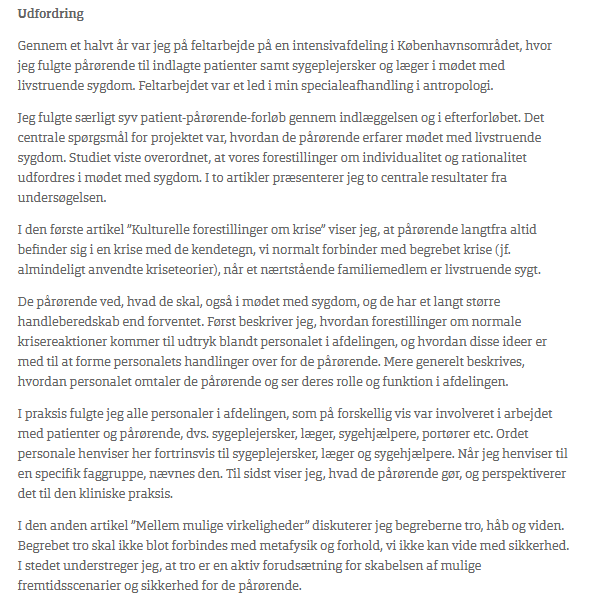 Udfordring
Gennem et halvt år var jeg på feltarbejde på en intensivafdeling i Københavnsområdet, hvor
jeg fulgte pårørende til indlagte patienter samt sygeplejersker og læger i mødet med
livstruende sygdom. Feltarbejdet var et led i min specialeafhandling i antropologi.
Jeg fulgte særligt syv patient-pårørende-forløb gennem indlæggelsen og i efterforløbet. Det
centrale spørgsmål for projektet var, hvordan de pårørende erfarer mødet med livstruende
sygdom. Studiet viste overordnet, at vores forestillinger om individualitet og rationalitet
udfordres i mødet med sygdom. I to artikler præsenterer jeg to centrale resultater fra
undersøgelsen.
I den første artikel ”Kulturelle forestillinger om krise” viser jeg, at pårørende langtfra altid
befinder sig i en krise med de kendetegn, vi normalt forbinder med begrebet krise (jf.
almindeligt anvendte kriseteorier), når et nærtstående familiemedlem er livstruende sygt.
De pårørende ved, hvad de skal, også i mødet med sygdom, og de har et langt større
handleberedskab end forventet. Først beskriver jeg, hvordan forestillinger om normale
krisereaktioner kommer til udtryk blandt personalet i afdelingen, og hvordan disse ideer er
med til at forme personalets handlinger over for de pårørende. Mere generelt beskrives,
hvordan personalet omtaler de pårørende og ser deres rolle og funktion i afdelingen.
I praksis fulgte jeg alle personaler i afdelingen, som på forskellig vis var involveret i arbejdet
med patienter og pårørende, dvs. sygeplejersker, læger, sygehjælpere, portører etc. Ordet
personale henviser her fortrinsvis til sygeplejersker, læger og sygehjælpere. Når jeg henviser til
en specifik faggruppe, nævnes den. Til sidst viser jeg, hvad de pårørende gør, og perspektiverer
det til den kliniske praksis.
I den anden artikel ”Mellem mulige virkeligheder” diskuterer jeg begreberne tro, håb og viden.
Begrebet tro skal ikke blot forbindes med metafysik og forhold, vi ikke kan vide med sikkerhed.
I stedet understreger jeg, at tro er en aktiv forudsætning for skabelsen af mulige
fremtidsscenarier og sikkerhed for de pårørende.